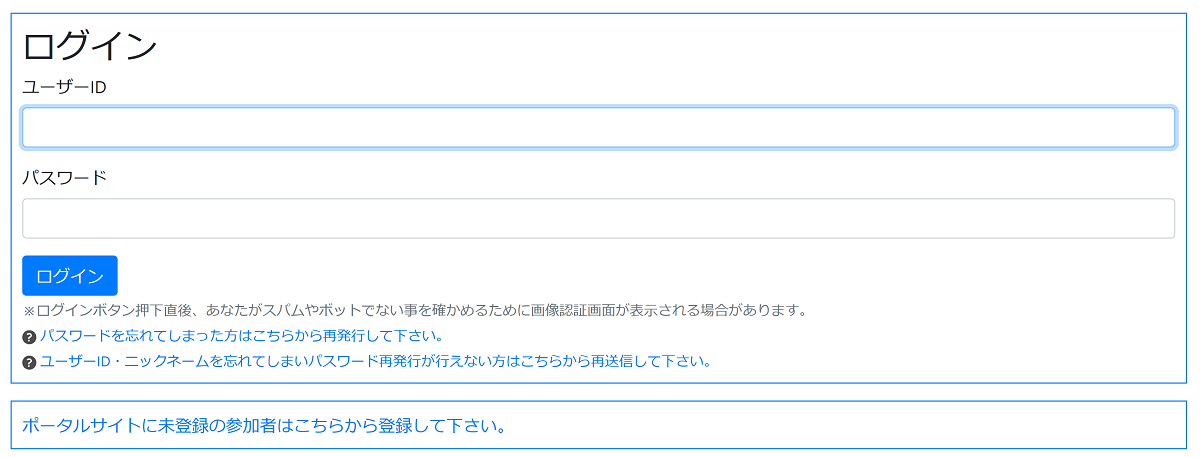 ログイン
ユーザーID
パスワード
ログイン
※ログインボタン押下直後、あなたがスパムやボットでない事を確かめるために画像認証画面が表示される場合があります。
? パスワードを忘れてしまった方はこちらから再発行して下さい。
? ユーザーID・ニックネームを忘れてしまいパスワード再発行が行えない方はこちらから再送信して下さい。
ポータルサイトに未登録の参加者はこちらから登録して下さい。